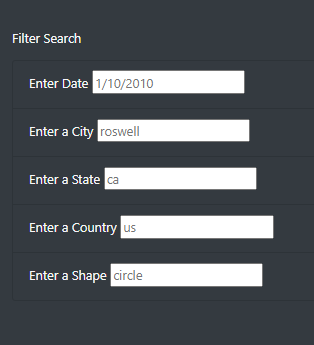 Filter Search
Enter Date 1/10/2010
Enter a City roswell
Enter a State ca
Enter a Country us
Enter a Shape circle